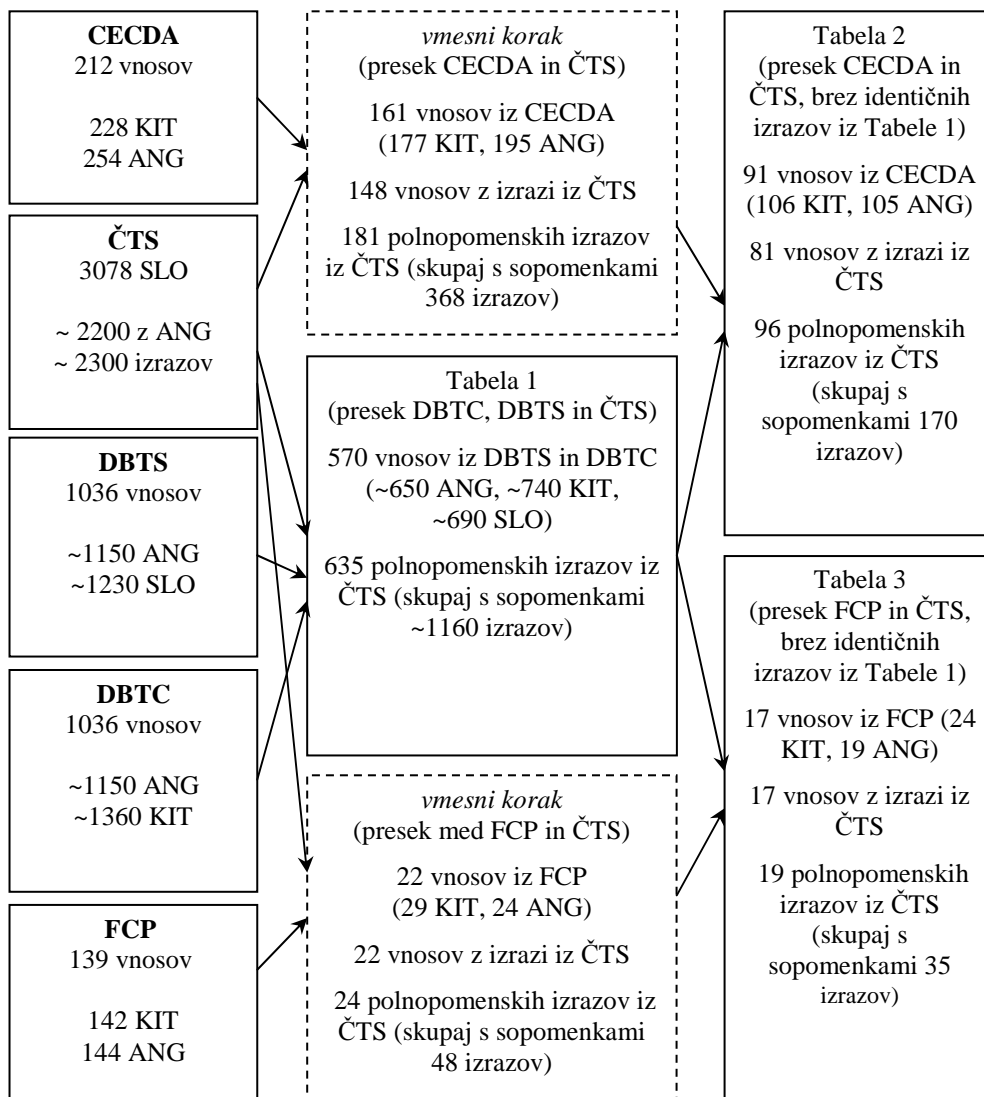 CECDA
212 vnosov
228 KIT
254 ANG
ČTS
3078 SLO
~ 2200 z ANG
~ 2300 izrazov
DBTS
1036 vnosov
~1150 ANG
~1230 SLO
DBTC
1036 vnosov
~1150 ANG
~1360 KIT
FCP
139 vnosov
142 KIT
144 ANG
vmesni korak
(presek CECDA in ČTS)
161 vnosov iz CECDA
(177 KIT, 195 ANG)
148 vnosov z izrazi iz ČTS
181 polnopomenskih izrazov
iz ČTS (skupaj s sopomenkami
368 izrazov)
Tabela 1
(presek DBTC, DBTS in ČTS)
570 vnosov iz DBTS in DBTC
(~650 ANG, ~740 KIT,
~690 SLO)
635 polnopomenskih izrazov iz
ČTS (skupaj s sopomenkami
~1160 izrazov)
vmesni korak
(presek med FCP in ČTS)
22 vnosov iz FCP
(29 KIT, 24 ANG)
22 vnosov z izrazi iz ČTS
24 polnopomenskih izrazov iz
ČTS (skupaj s sopomenkami
48 izrazov)
Tabela 2
(presek CECDA in
ČTS, brez identičnih
izrazov iz Tabele 1)
91 vnosov iz CECDA
(106 KIT, 105 ANG)
81 vnosov z izrazi iz
ČTS
96 polnopomenskih
izrazov iz ČTS
(skupaj s
sopomenkami 170
izrazov)
Tabela 3
(presek FCP in ČTS,
brez identičnih
izrazov iz Tabele 1)
17 vnosov iz FCP (24
KIT, 19 ANG)
17 vnosov z izrazi iz
ČTS
19 polnopomenskih
izrazov iz ČTS
(skupaj s
sopomenkami 35
izrazov)